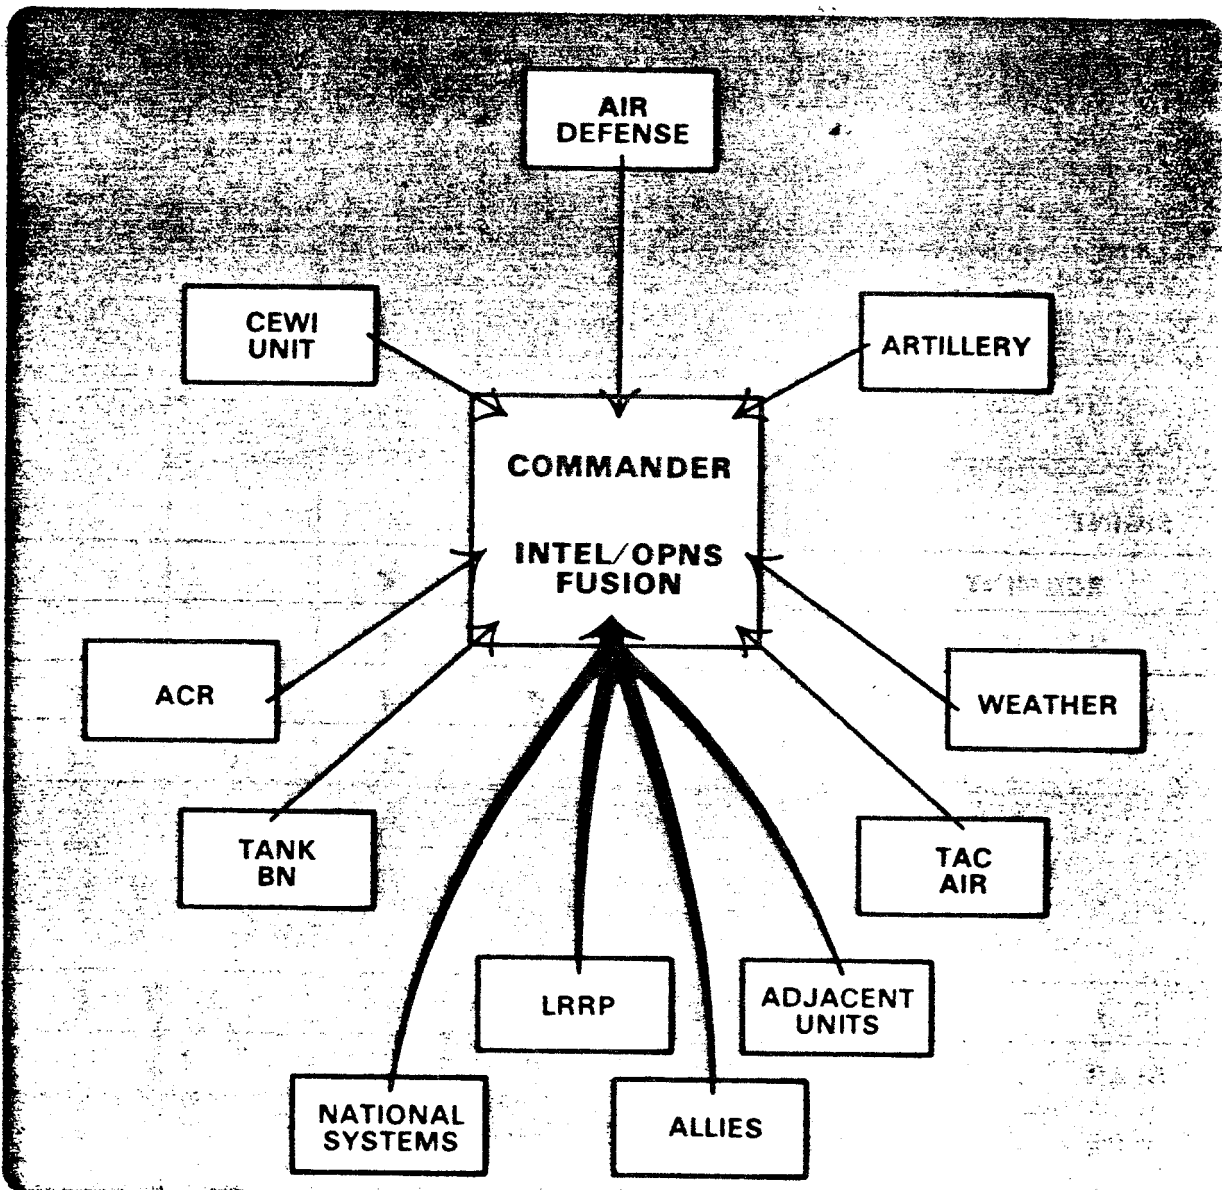 AIR
DEFENSE
CEWI
UNIT
ARTILLERY
COMMANDER
INTEL/OPNS
FUSION
ACR
WEATHER
TANK
BN
TAC
AIR
LRRP
ADJACENT
UNITS
NATIONAL
SYSTEMS
ALLIES